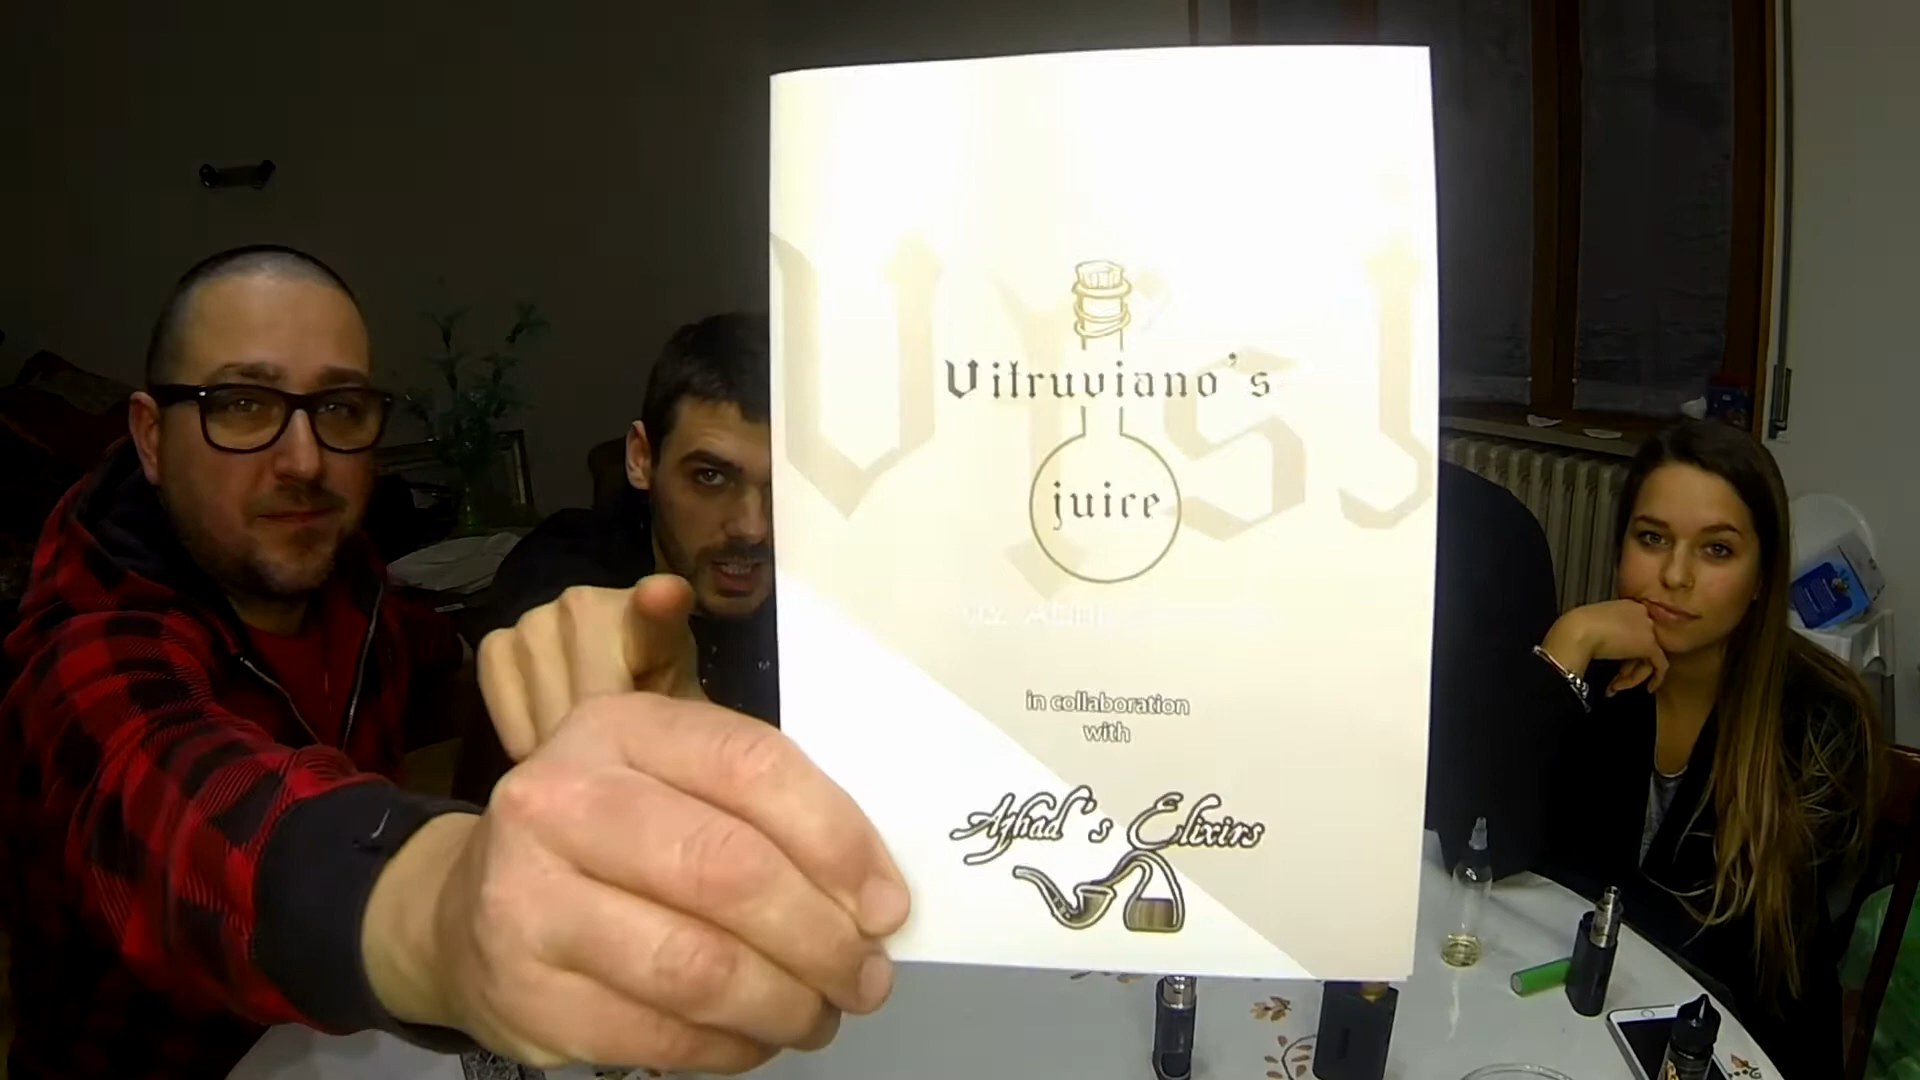 Vitruviano's
juice
in collaboration
with
Azhad's Elixirs